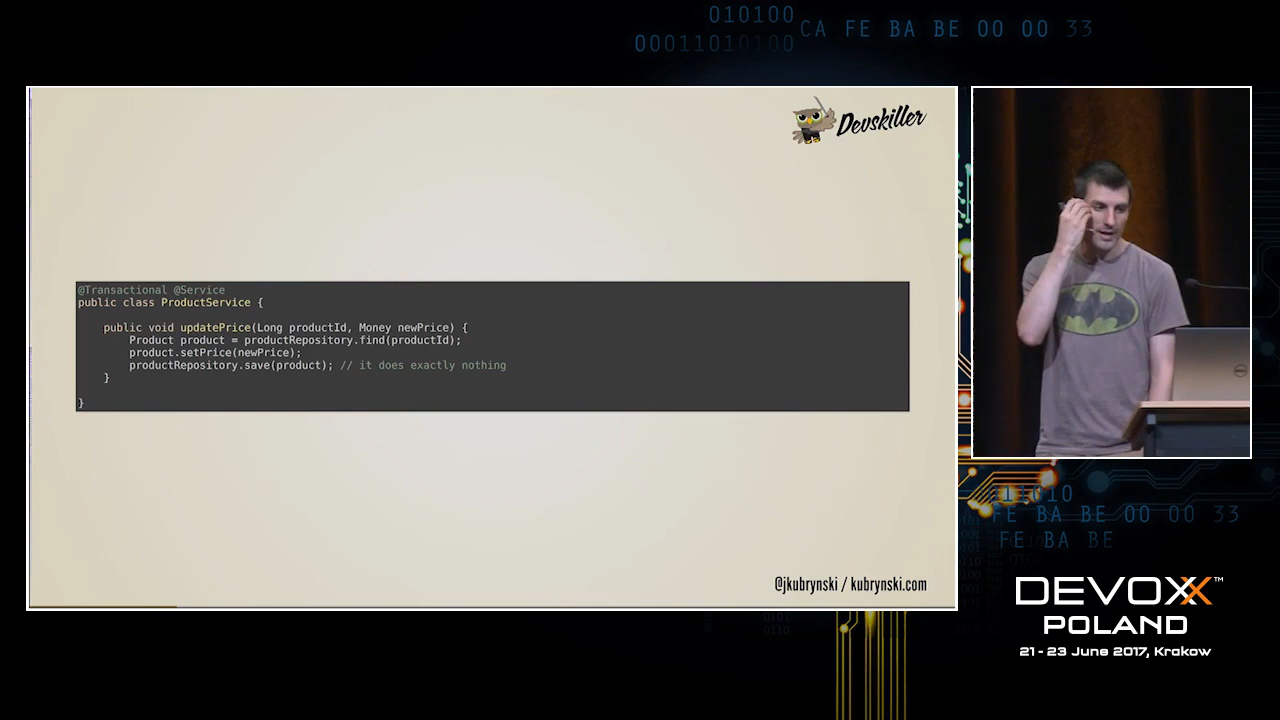 010100
00011010100
CA FE BA BE 00 00 33
Devskiller
@Transactional @Service
public class ProductService {
public void updatePrice(Long productId, Money newPrice) {
Product product = productRepository.find(productId);
product.setPrice(newPrice);
productRepository.save(product); // it does exactly nothing
}
}
@jkubrynski / kubrynski.com
011010
FE BA BE 00 00 33
FE BA BE
DEVOXX™
POLAND
21 - 23 June 2017, Krakow